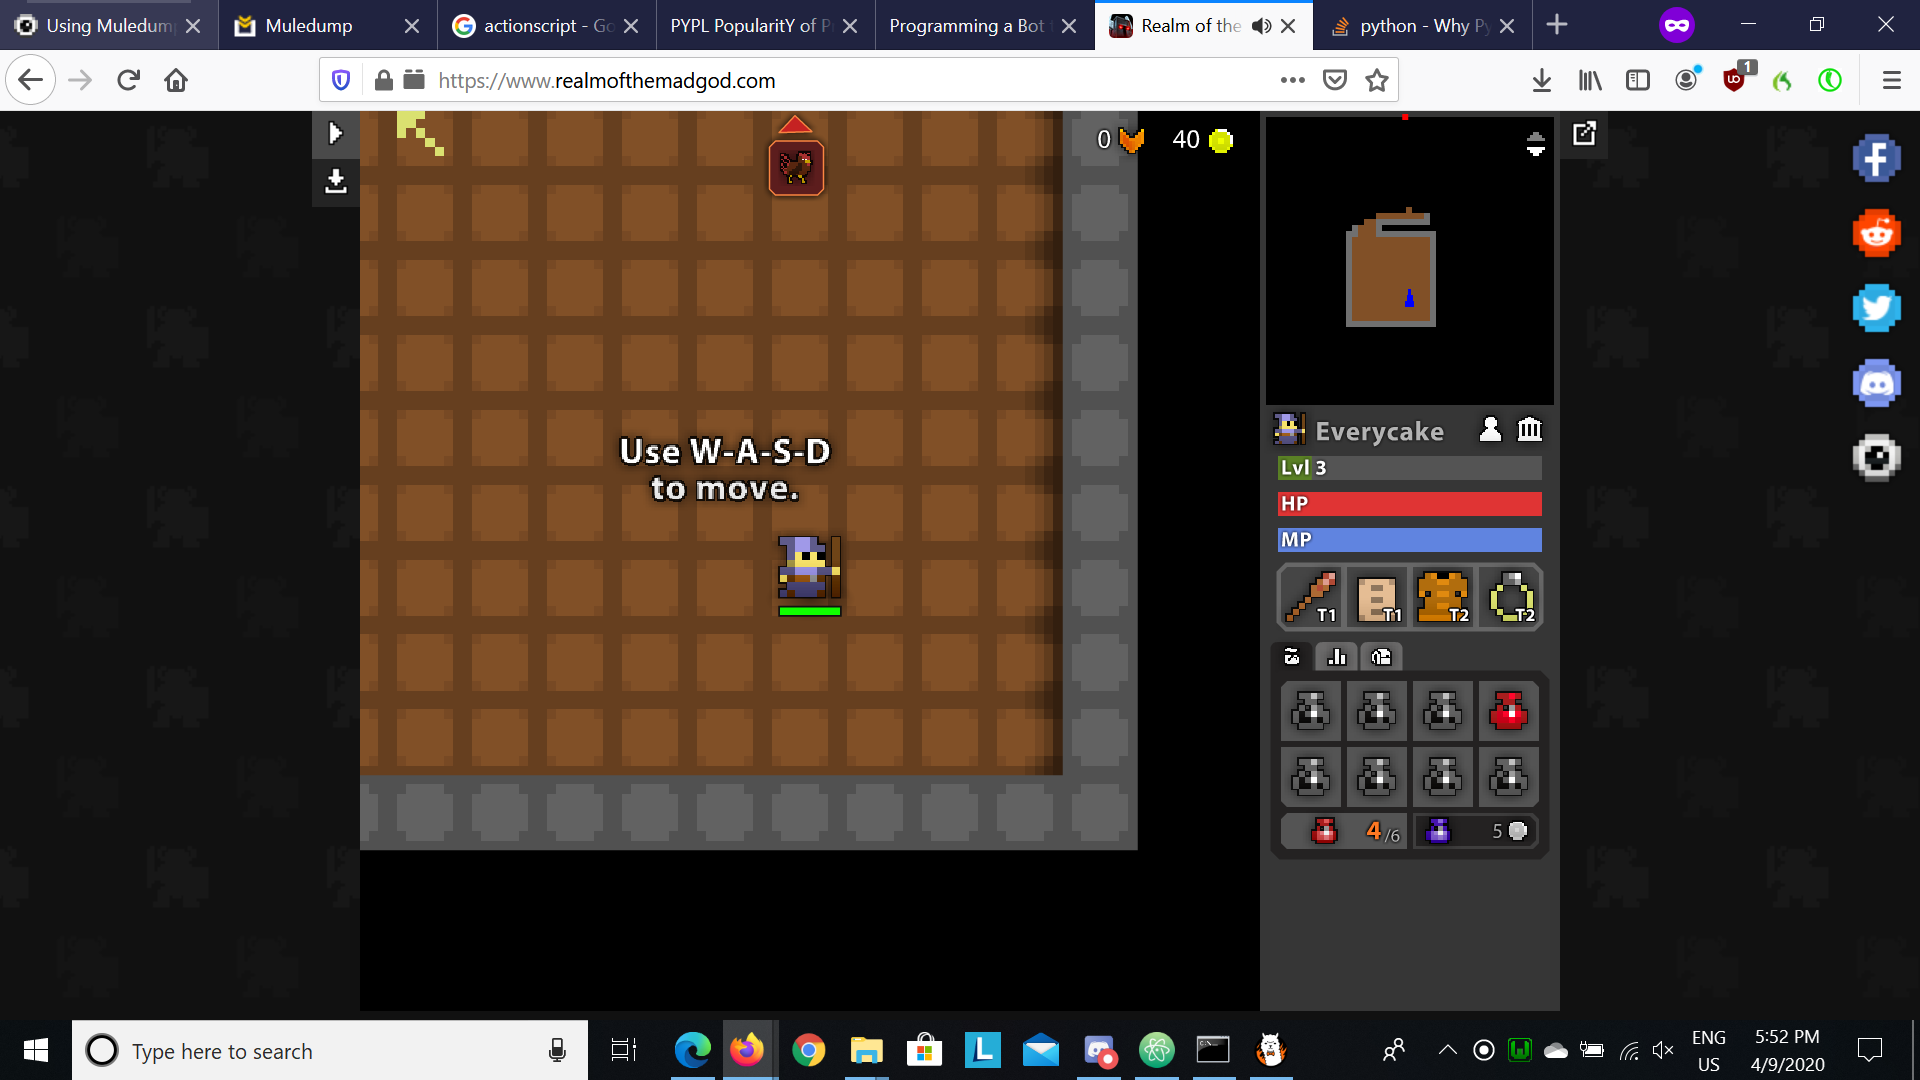 Using Muledump
Muledump
actionscript - Go
PYPL PopularitY of P
Programming a Bot
Realm of the
python - Why Py
https://www.realmofthemadgod.com
1
0
40
Use W-A-S-D
to move.
Everycake
Lvl 3
HP
MP
T1
T1
T2
T2
4/6
5
Type here to search
ENG
US
5:52 PM
4/9/2020